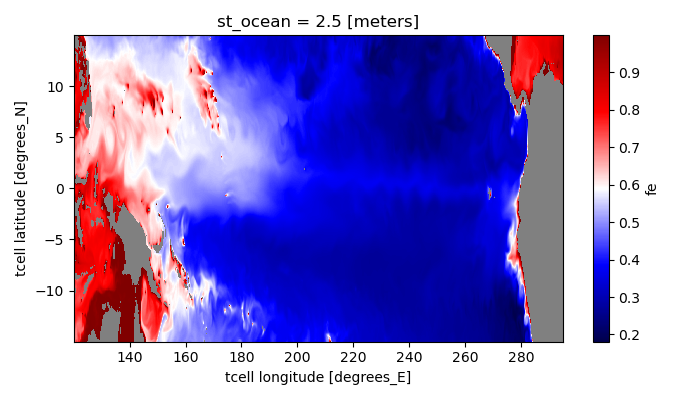 st_ocean = 2.5 [meters]
10
5
0
−5
−10
tcell latitude [degrees_N]
140 160 180 200 220 240 260 280
tcell longitude [degrees_E]
0.9
0.8
0.7
0.6
0.5
0.4
0.3
0.2
fe